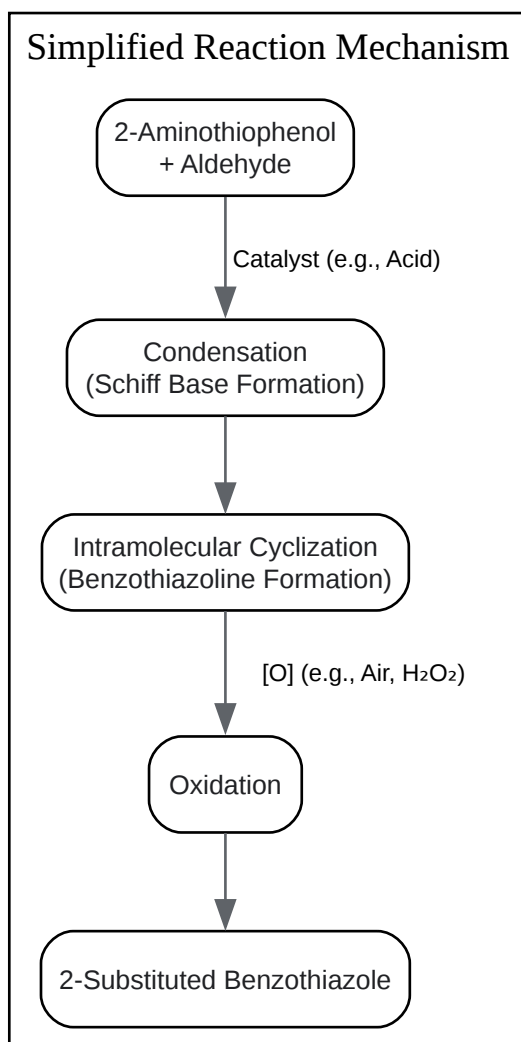 Simplified Reaction Mechanism
2-Aminothiophenol
+ Aldehyde
Catalyst (e.g., Acid)
Condensation
(Schiff Base Formation)
Intramolecular Cyclization
(Benzothiazoline Formation)
[O] (e.g., Air, H₂O₂)
Oxidation
2-Substituted Benzothiazole